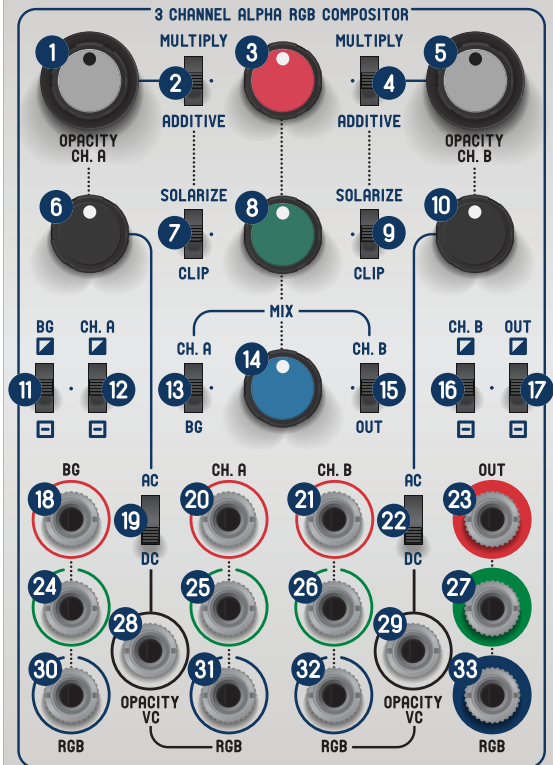 3 CHANNEL ALPHA RGB COMPOSITOR
1 2 3 4 5
MULTIPLY MULTIPLY
ADDITIVE ADDITIVE
OPACITY CH. A
OPACITY CH. B
6 7 8 9 10
SOLARIZE SOLARIZE
CLIP CLIP
MIX
BG CH. A CH. A CH. B CH. B OUT
11 12 13 14 15 16 17
BG OUT
BG AC CH. A CH. B AC OUT
18 19 20 21 22 23
DC DC
24 25 26 27
28 29
30 31 32 33
OPACITY VC
OPACITY VC
RGB RGB RGB RGB